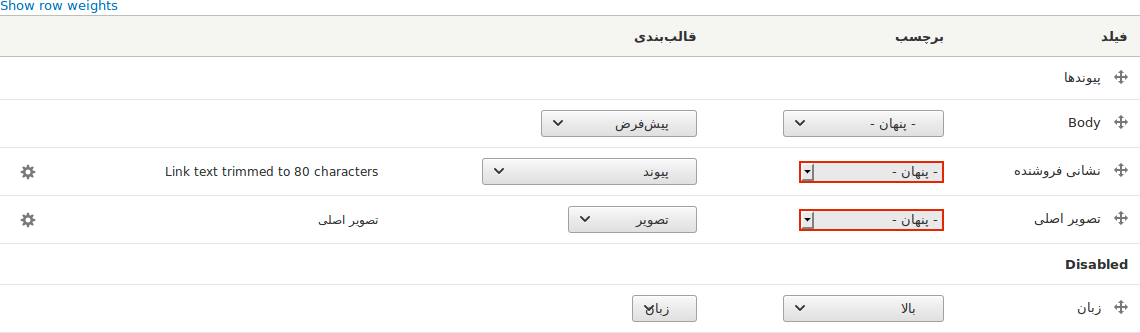 Show row weights
فیلد برچسب قالب‌بندی
پیوندها
Body - پنهان - پیش‌فرض
نشانی فروشنده - پنهان - پیوند Link text trimmed to 80 characters
تصویر اصلی - پنهان - تصویر تصویر اصلی
Disabled
زبان بالا زبان